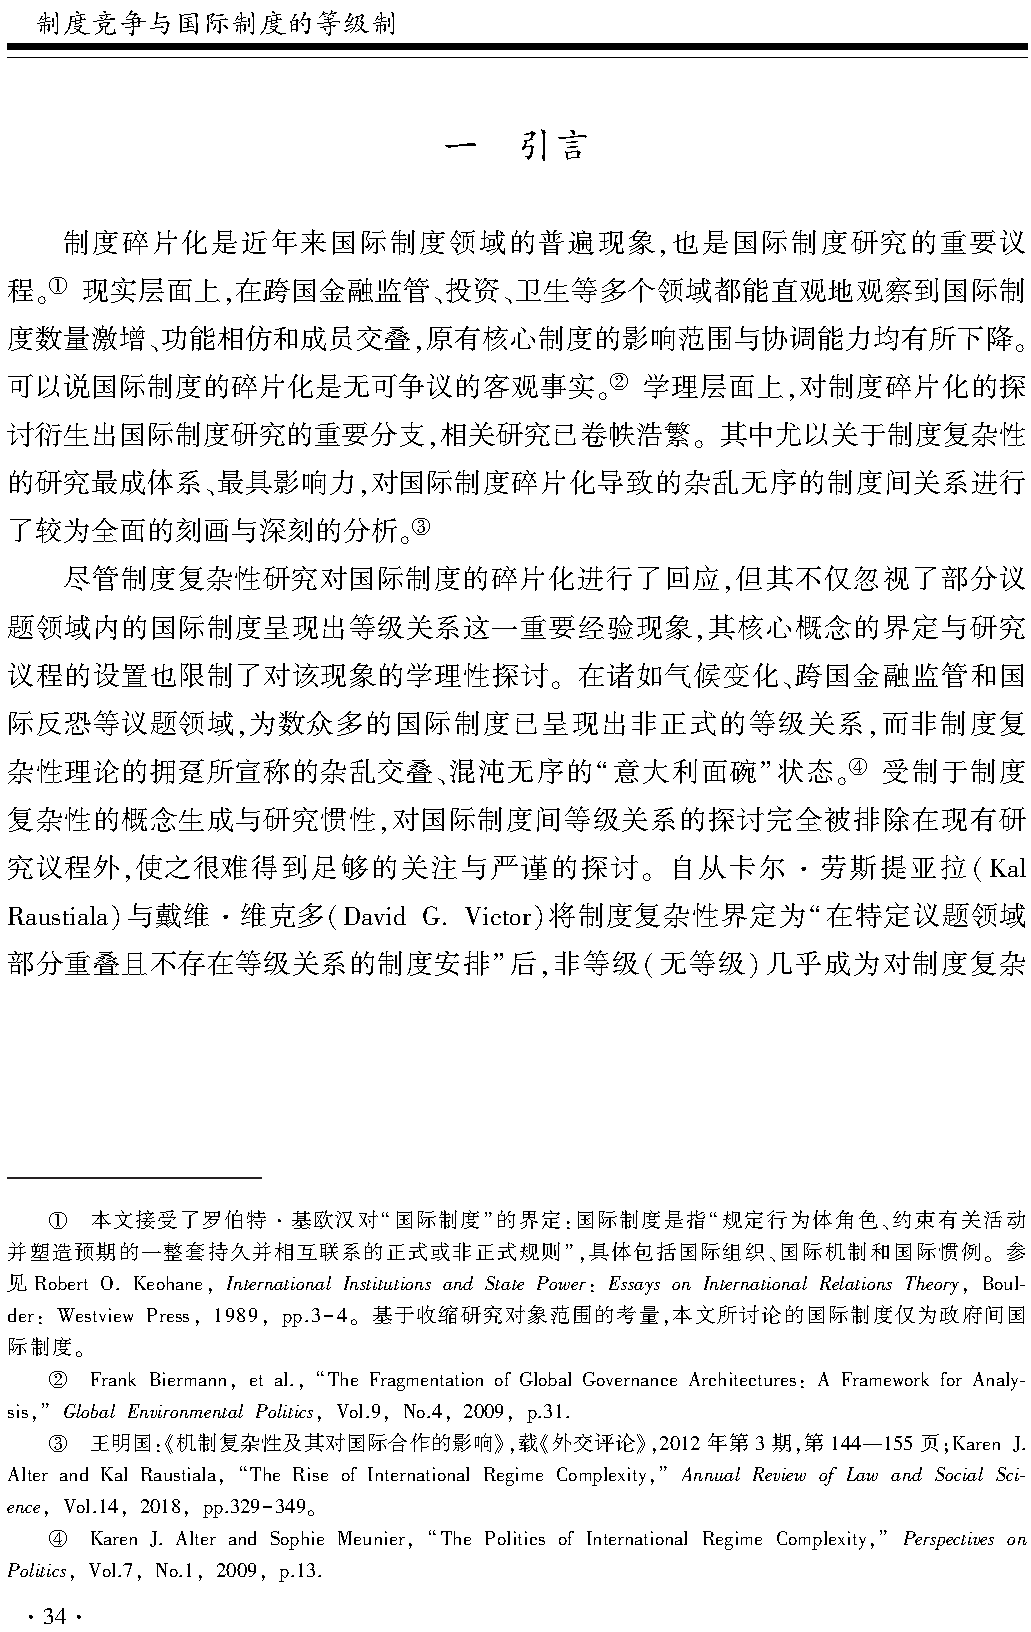 制度竞争与国际制度的等级制
一 引言
制度碎片化是近年来国际制度领域的普遍现象,也是国际制度研究的重要议
程。① 现实层面上,在跨国金融监管、投资、卫生等多个领域都能直观地观察到国际制
度数量激增、功能相仿和成员交叠,原有核心制度的影响范围与协调能力均有所下降。
可以说国际制度的碎片化是无可争议的客观事实。② 学理层面上,对制度碎片化的探
讨衍生出国际制度研究的重要分支,相关研究已卷帙浩繁。其中尤以关于制度复杂性
的研究最成体系、最具影响力,对国际制度碎片化导致的杂乱无序的制度间关系进行
了较为全面的刻画与深刻的分析。③
尽管制度复杂性研究对国际制度的碎片化进行了回应,但其不仅忽视了部分议
题领域内的国际制度呈现出等级关系这一重要经验现象,其核心概念的界定与研究
议程的设置也限制了对该现象的学理性探讨。在诸如气候变化、跨国金融监管和国
际反恐等议题领域,为数众多的国际制度已呈现出非正式的等级关系,而非制度复
杂性理论的拥趸所宣称的杂乱交叠、混沌无序的“意大利面碗”状态。④ 受制于制度
复杂性的概念生成与研究惯性,对国际制度间等级关系的探讨完全被排除在现有研
究议程外,使之很难得到足够的关注与严谨的探讨。自从卡尔·劳斯提亚拉(Kal
Raustiala)与戴维·维克多(David G. Victor)将制度复杂性界定为“在特定议题领域
部分重叠且不存在等级关系的制度安排”后,非等级(无等级)几乎成为对制度复杂
① 本文接受了罗伯特·基欧汉对“国际制度”的界定:国际制度是指“规定行为体角色、约束有关活动
并塑造预期的一整套持久并相互联系的正式或非正式规则”,具体包括国际组织、国际机制和国际惯例。参
见 Robert O. Keohane, International Institutions and State Power: Essays on International Relations Theory, Boul-
der: Westview Press, 1989, pp.3-4。基于收缩研究对象范围的考量,本文所讨论的国际制度仅为政府间国
际制度。
② Frank Biermann, et al., “The Fragmentation of Global Governance Architectures: A Framework for Analy-
sis,” Global Environmental Politics, Vol.9, No.4, 2009, p.31.
③ 王明国:《机制复杂性及其对国际合作的影响》,载《外交评论》,2012 年第 3 期,第 144—155 页;Karen J.
Alter and Kal Raustiala, “The Rise of International Regime Complexity,” Annual Review of Law and Social Sci-
ence, Vol.14, 2018, pp.329-349。
④ Karen J. Alter and Sophie Meunier, “The Politics of International Regime Complexity,” Perspectives on
Politics, Vol.7, No.1, 2009, p.13.
·34·